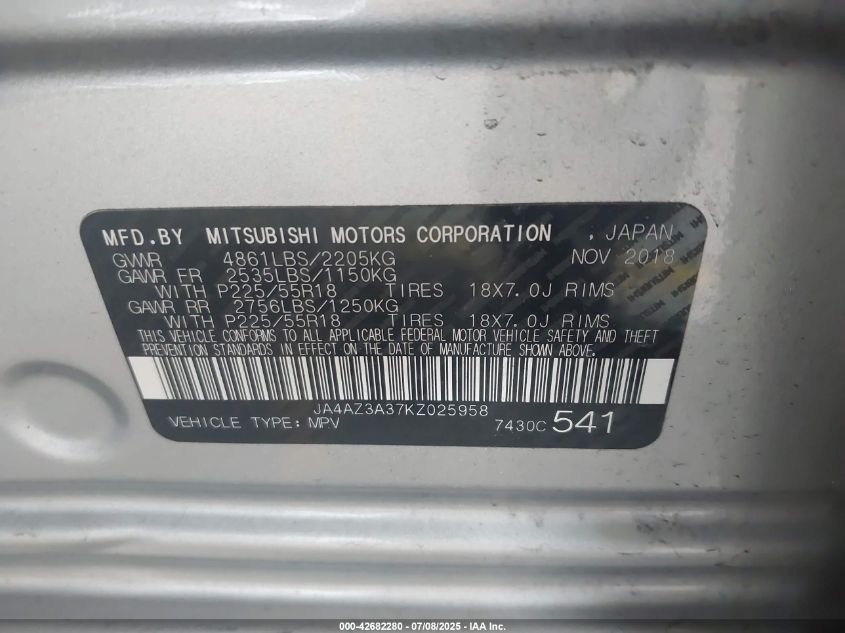 MFD.BY MITSUBISHI MOTORS CORPORATION , JAPAN
GVWR 4861LBS/2205KG NOV 2018
GAWR FR 2535LBS/1150KG
WITH P225/55R18 TIRES 18X7.0J RIMS
GAWR RR 2756LBS/1250KG
WITH P225/55R18 TIRES 18X7.0J RIMS
THIS VEHICLE CONFORMS TO ALL APPLICABLE FEDERAL MOTOR VEHICLE SAFETY AND THEFT
PREVENTION STANDARDS IN EFFECT ON THE DATE OF MANUFACTURE SHOWN ABOVE.
JA4AZ3A37KZ025958
VEHICLE TYPE: MPV 7430C 541
000-42682280 - 07/08/2025 - IAA Inc.